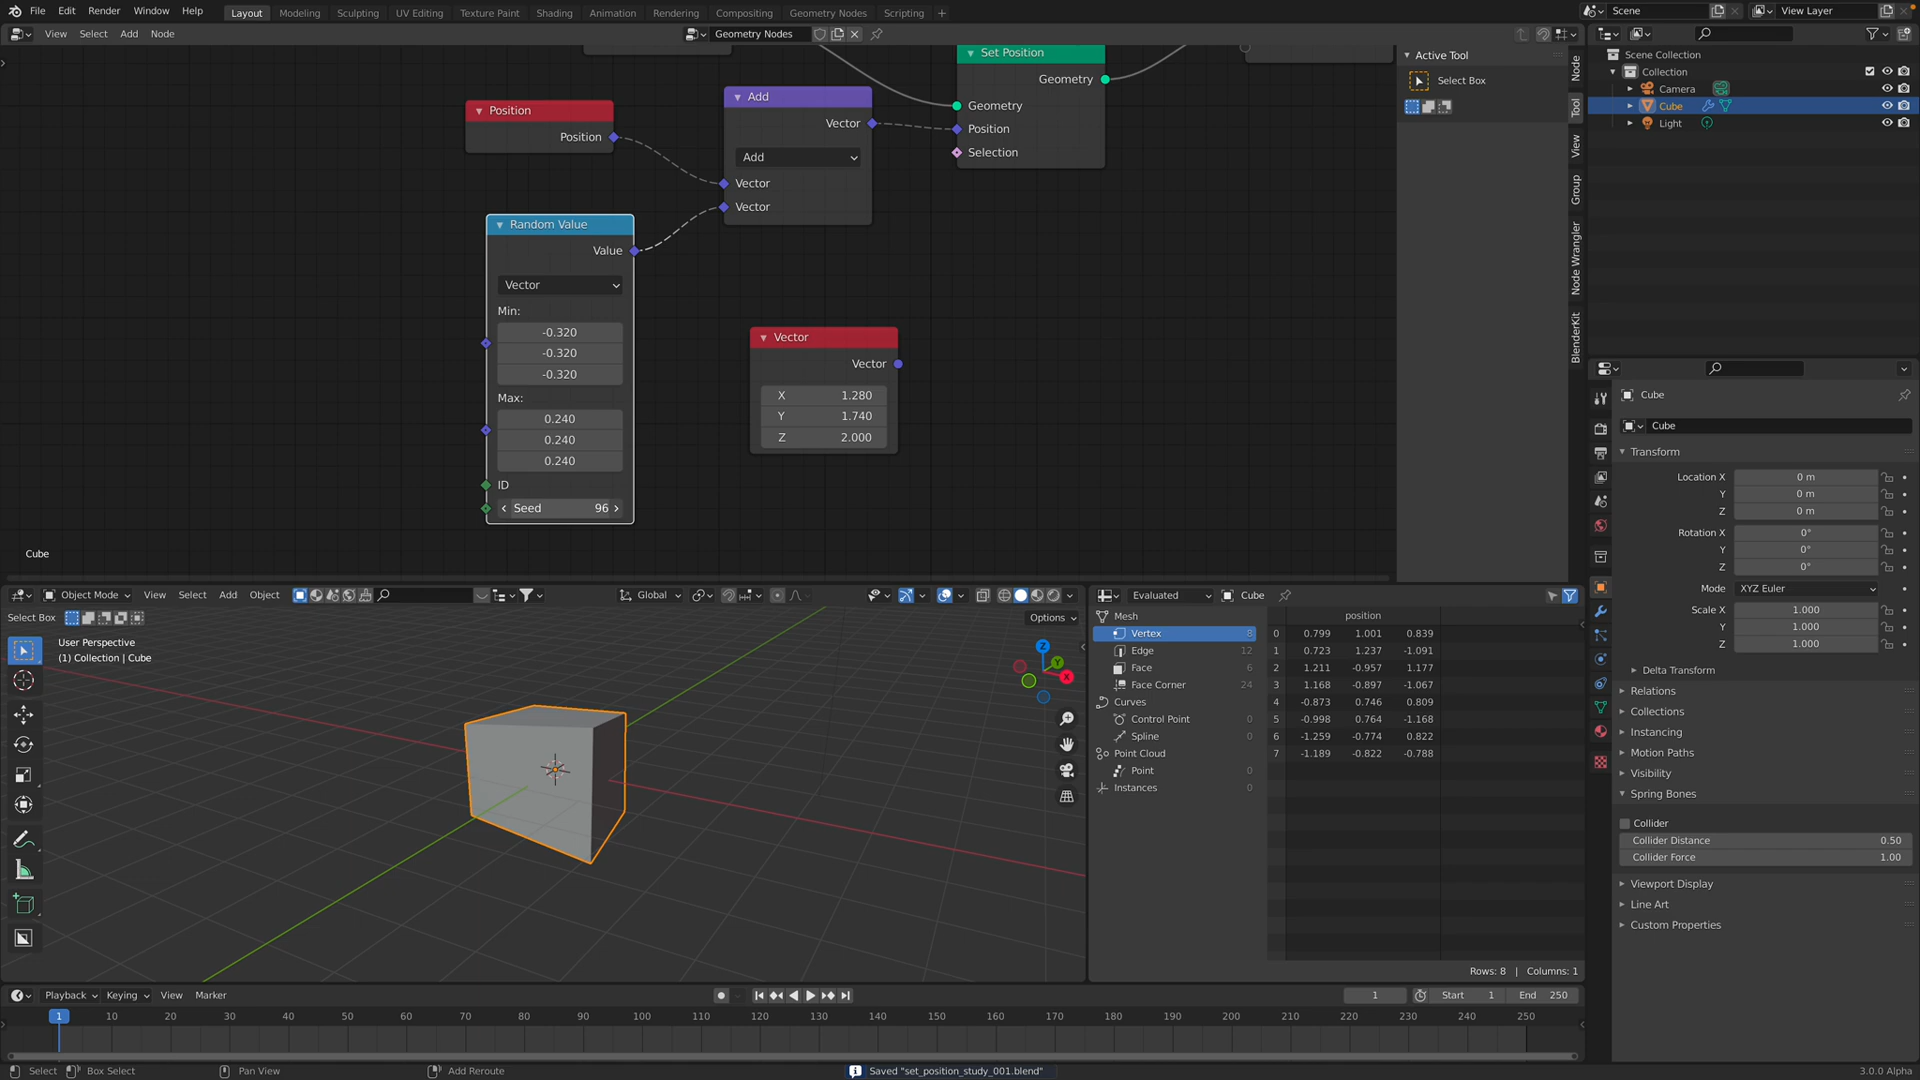 File Edit Render Window Help
Layout Modeling Sculpting UV Editing Texture Paint Shading Animation Rendering Compositing Geometry Nodes Scripting +
Scene
View Layer
View Select Add Node
Geometry Nodes
Set Position
Geometry
Geometry
Position
Selection
Position
Position
Add
Vector
Add
Vector
Vector
Random Value
Value
Vector
Min:
-0.320
-0.320
-0.320
Max:
0.240
0.240
0.240
ID
Seed 96
Vector
Vector
X 1.280
Y 1.740
Z 2.000
Cube
Active Tool
Select Box
Node
Tool
View
Group
Node Wrangler
BlenderKit
Scene Collection
Collection
Camera
Cube
Light
Cube
Cube
Transform
Location X 0 m
Y 0 m
Z 0 m
Rotation X 0°
Y 0°
Z 0°
Mode XYZ Euler
Scale X 1.000
Y 1.000
Z 1.000
Delta Transform
Relations
Collections
Instancing
Motion Paths
Visibility
Spring Bones
Collider
Collider Distance 0.50
Collider Force 1.00
Viewport Display
Line Art
Custom Properties
Object Mode View Select Add Object
Global
Select Box
Options
User Perspective
(1) Collection | Cube
Z
Y
X
Evaluated
Cube
Mesh
Vertex 8
Edge 12
Face 6
Face Corner 24
Curves
Control Point 0
Spline 0
Point Cloud
Point 0
Instances 0
position
0 0.799 1.001 0.839
1 0.723 1.237 -1.091
2 1.211 -0.957 1.177
3 1.168 -0.897 -1.067
4 -0.873 0.746 0.809
5 -0.998 0.764 -1.168
6 -1.259 -0.774 0.822
7 -1.189 -0.822 -0.788
Rows: 8 | Columns: 1
Playback Keying View Marker
1
Start 1
End 250
1 10 20 30 40 50 60 70 80 90 100 110 120 130 140 150 160 170 180 190 200 210 220 230 240 250
Select Box Select Pan View Add Reroute
Saved "set_position_study_001.blend"
3.0.0 Alpha